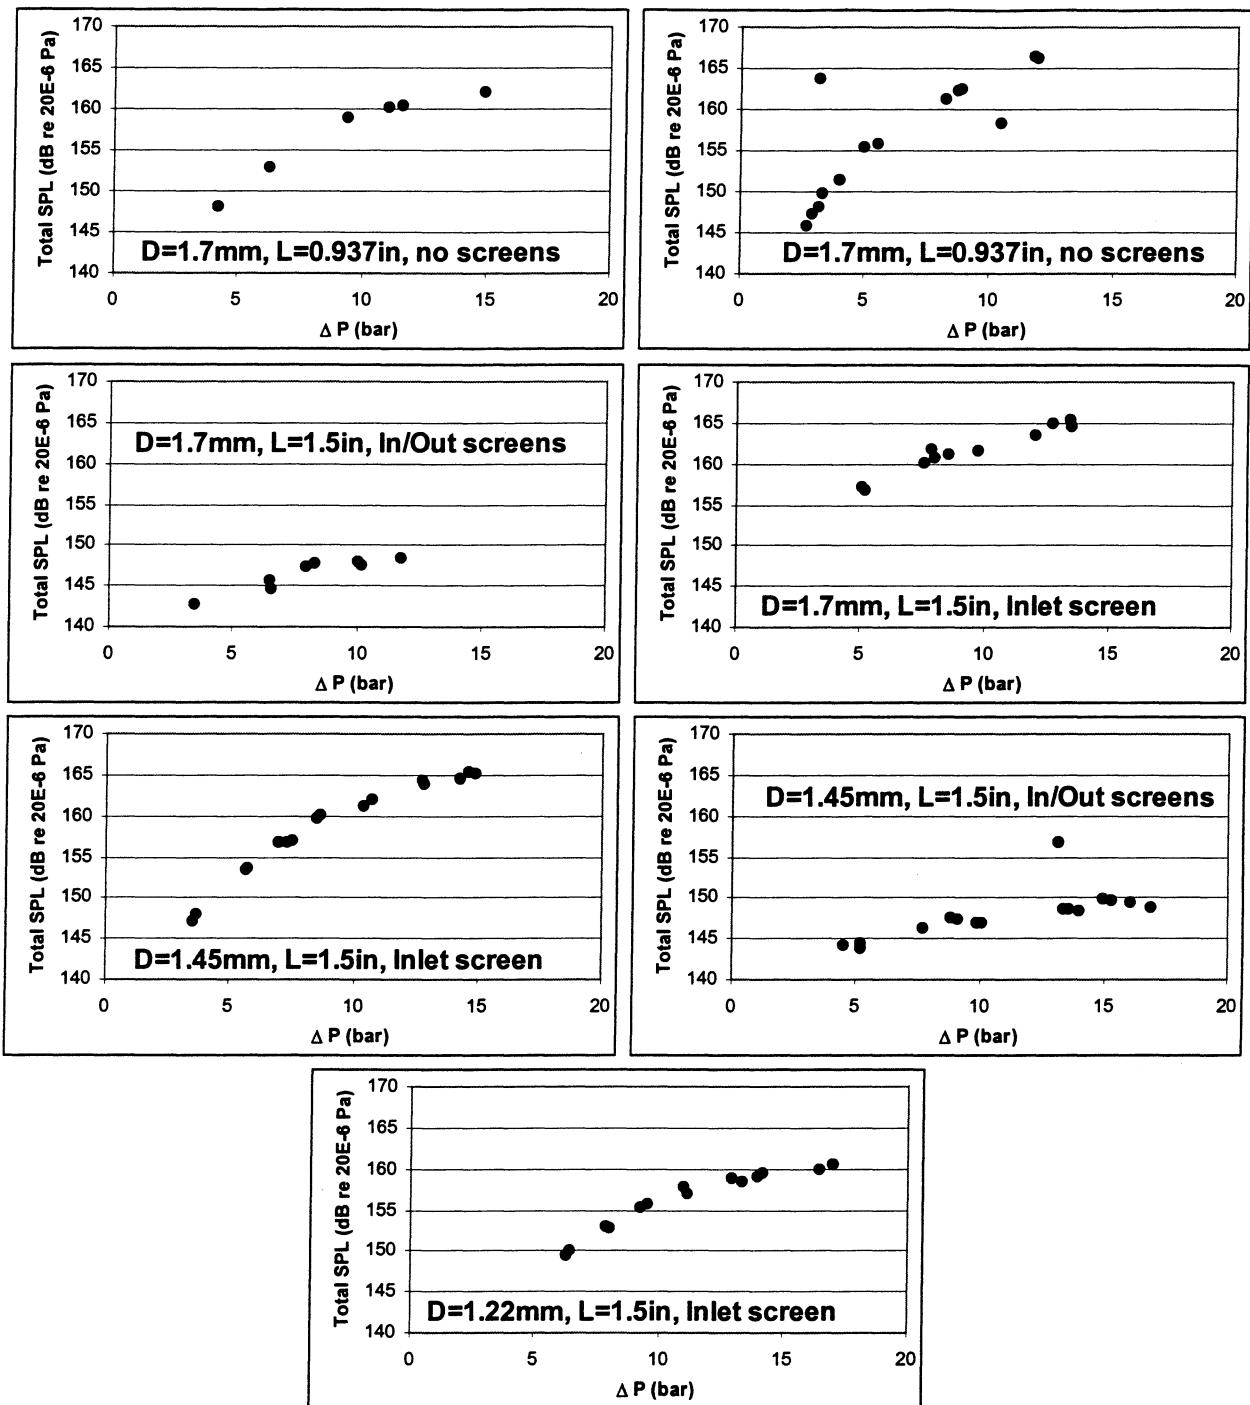 Total SPL (dB re 20E-6 Pa)
170
165
160
155
150
145
140
D=1.7mm, L=0.937in, no screens
0 5 10 15 20
Δ P (bar)
Total SPL (dB re 20E-6 Pa)
170
165
160
155
150
145
140
D=1.7mm, L=0.937in, no screens
0 5 10 15 20
Δ P (bar)
Total SPL (dB re 20E-6 Pa)
170
165
160
155
150
145
140
D=1.7mm, L=1.5in, In/Out screens
0 5 10 15 20
Δ P (bar)
Total SPL (dB re 20E-6 Pa)
170
165
160
155
150
145
140
D=1.7mm, L=1.5in, Inlet screen
0 5 10 15 20
Δ P (bar)
Total SPL (dB re 20E-6 Pa)
170
165
160
155
150
145
140
D=1.45mm, L=1.5in, Inlet screen
0 5 10 15 20
Δ P (bar)
Total SPL (dB re 20E-6 Pa)
170
165
160
155
150
145
140
D=1.45mm, L=1.5in, In/Out screens
0 5 10 15 20
Δ P (bar)
Total SPL (dB re 20E-6 Pa)
170
165
160
155
150
145
140
D=1.22mm, L=1.5in, Inlet screen
0 5 10 15 20
Δ P (bar)